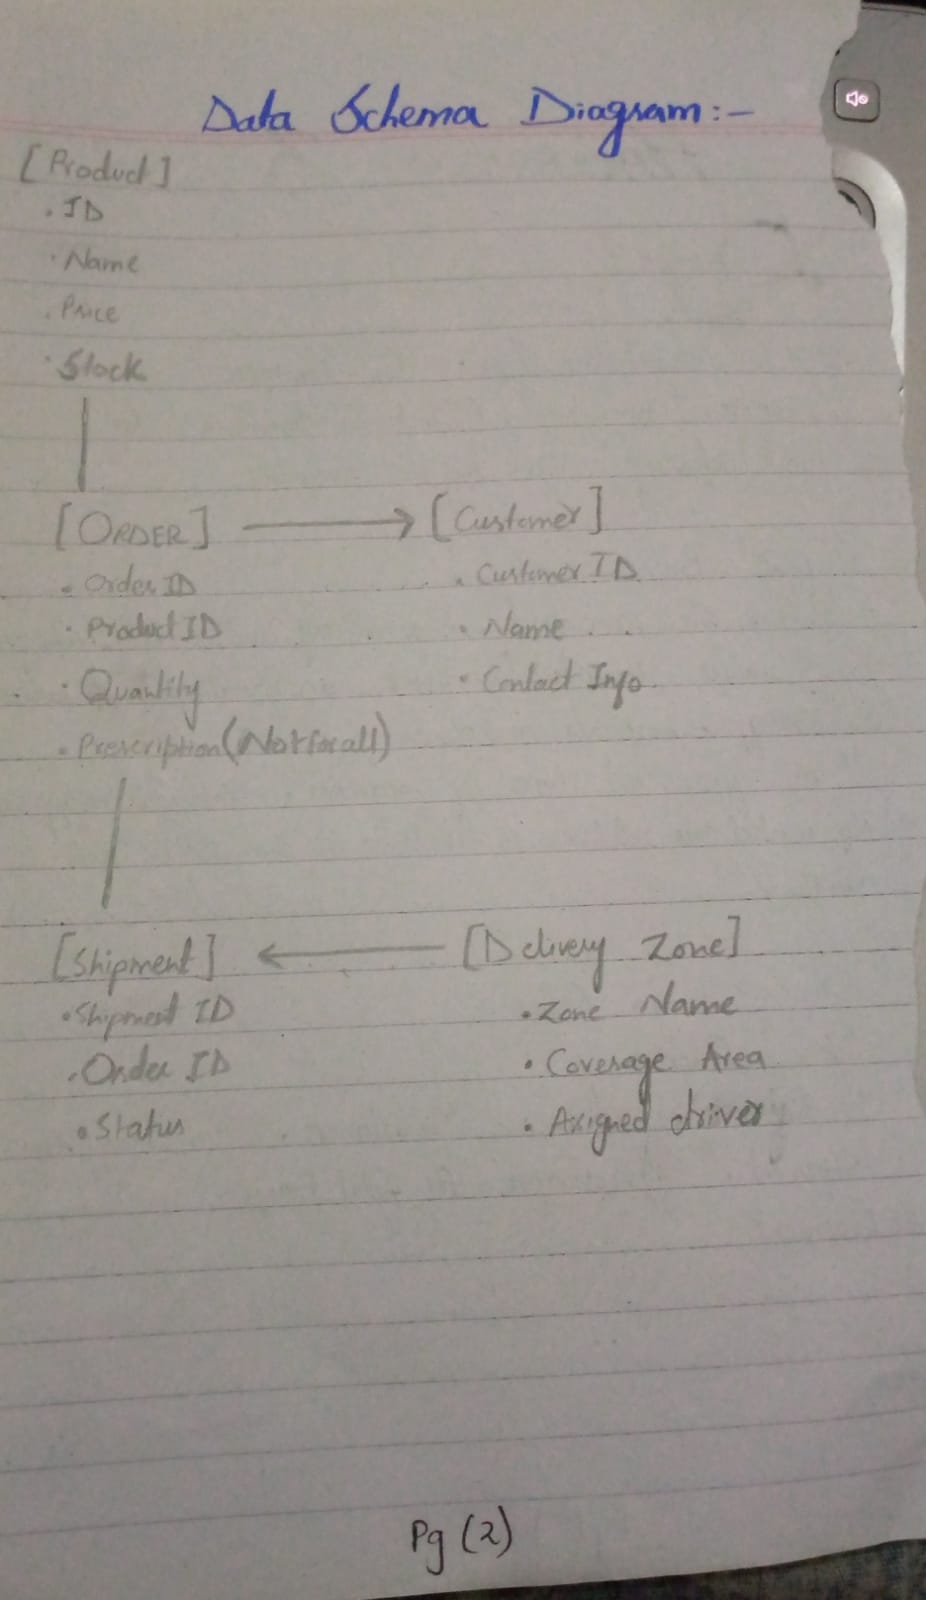 Data Schema Diagram:-
[Product]
. ID
. Name
. Price
. Stock
[ORDER] → [Customer]
. Order ID
. Customer ID
. Product ID
. Name
. Quantity
. Contact Info
. Prescription (Not for all)
[Shipment] ← [Delivery Zone]
. Shipment ID
. Zone Name
. Order ID
. Coverage Area
. Status
. Axigned driver
Pg (2)